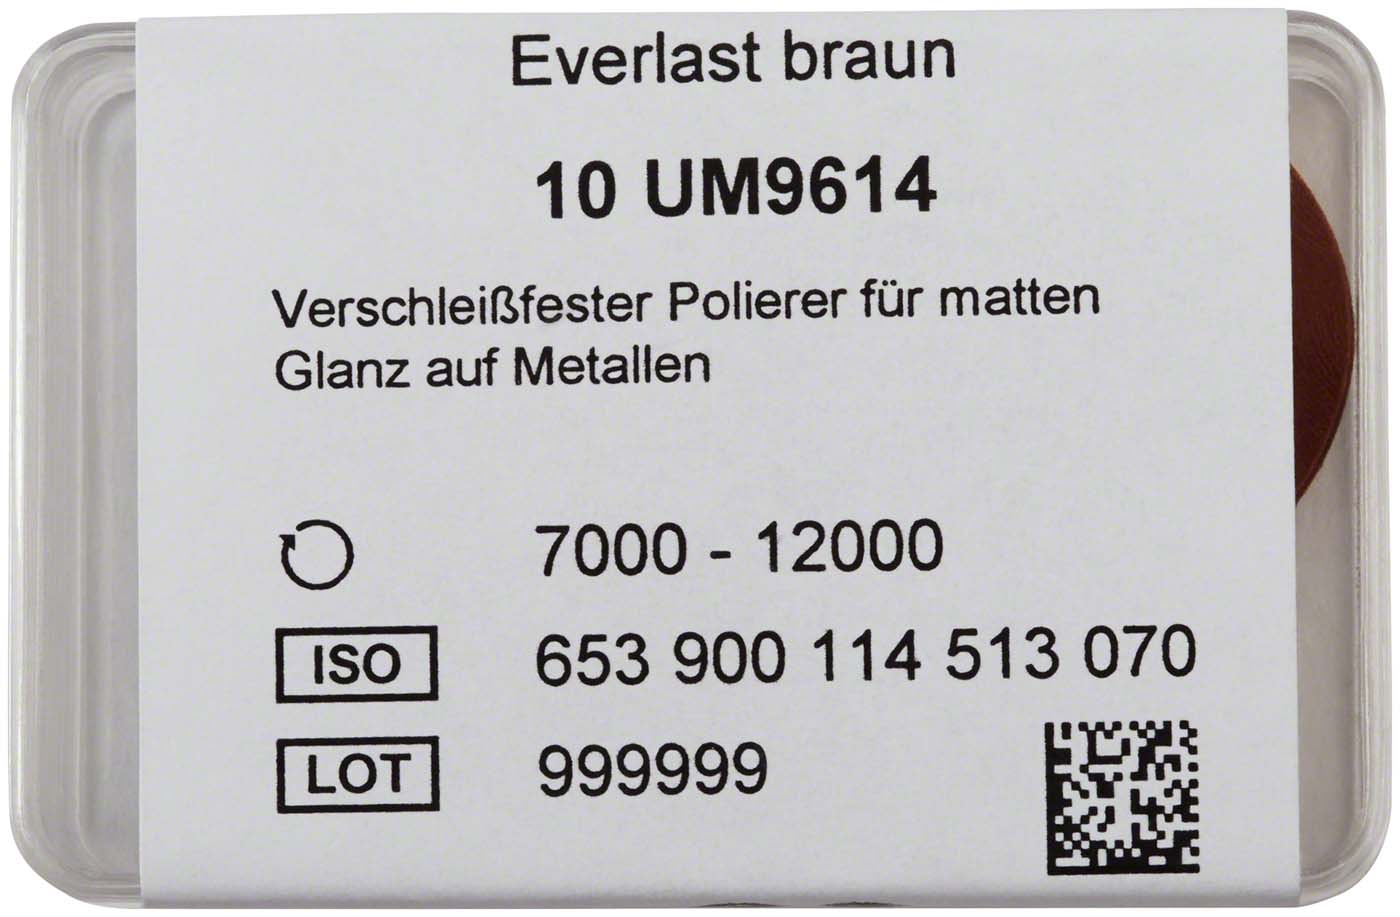 Everlast braun
10 UM9614
Verschleißfester Polierer für matten
Glanz auf Metallen
7000 - 12000
ISO 653 900 114 513 070
LOT 999999